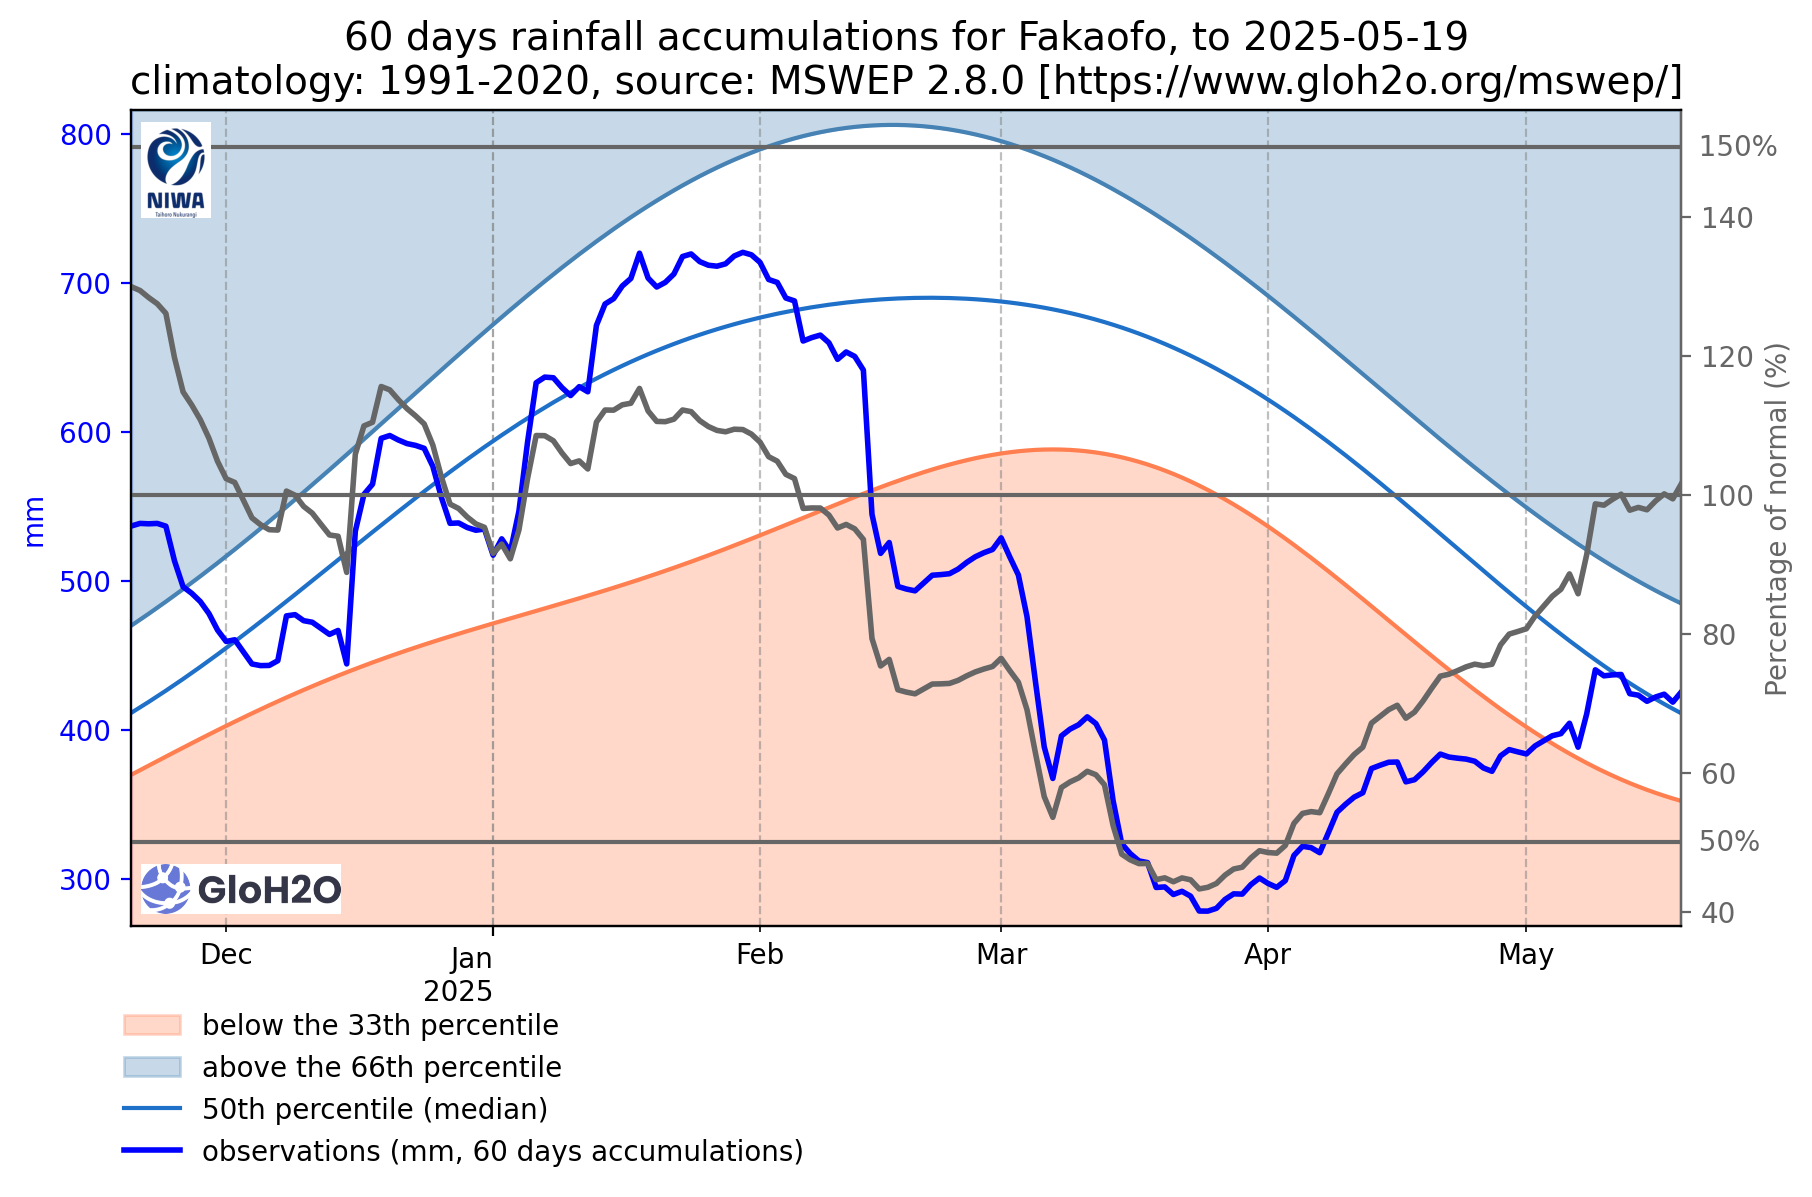 60 days rainfall accumulations for Fakaofo, to 2025-05-19
climatology: 1991-2020, source: MSWEP 2.8.0 [https://www.gloh2o.org/mswep/]
800
700
600
500
400
300
mm
NIWA
Taihoro Nukurangi
GloH2O
150%
140
120
100
80
60
50%
40
Percentage of normal (%)
Dec
Jan
2025
Feb
Mar
Apr
May
below the 33th percentile
above the 66th percentile
50th percentile (median)
observations (mm, 60 days accumulations)